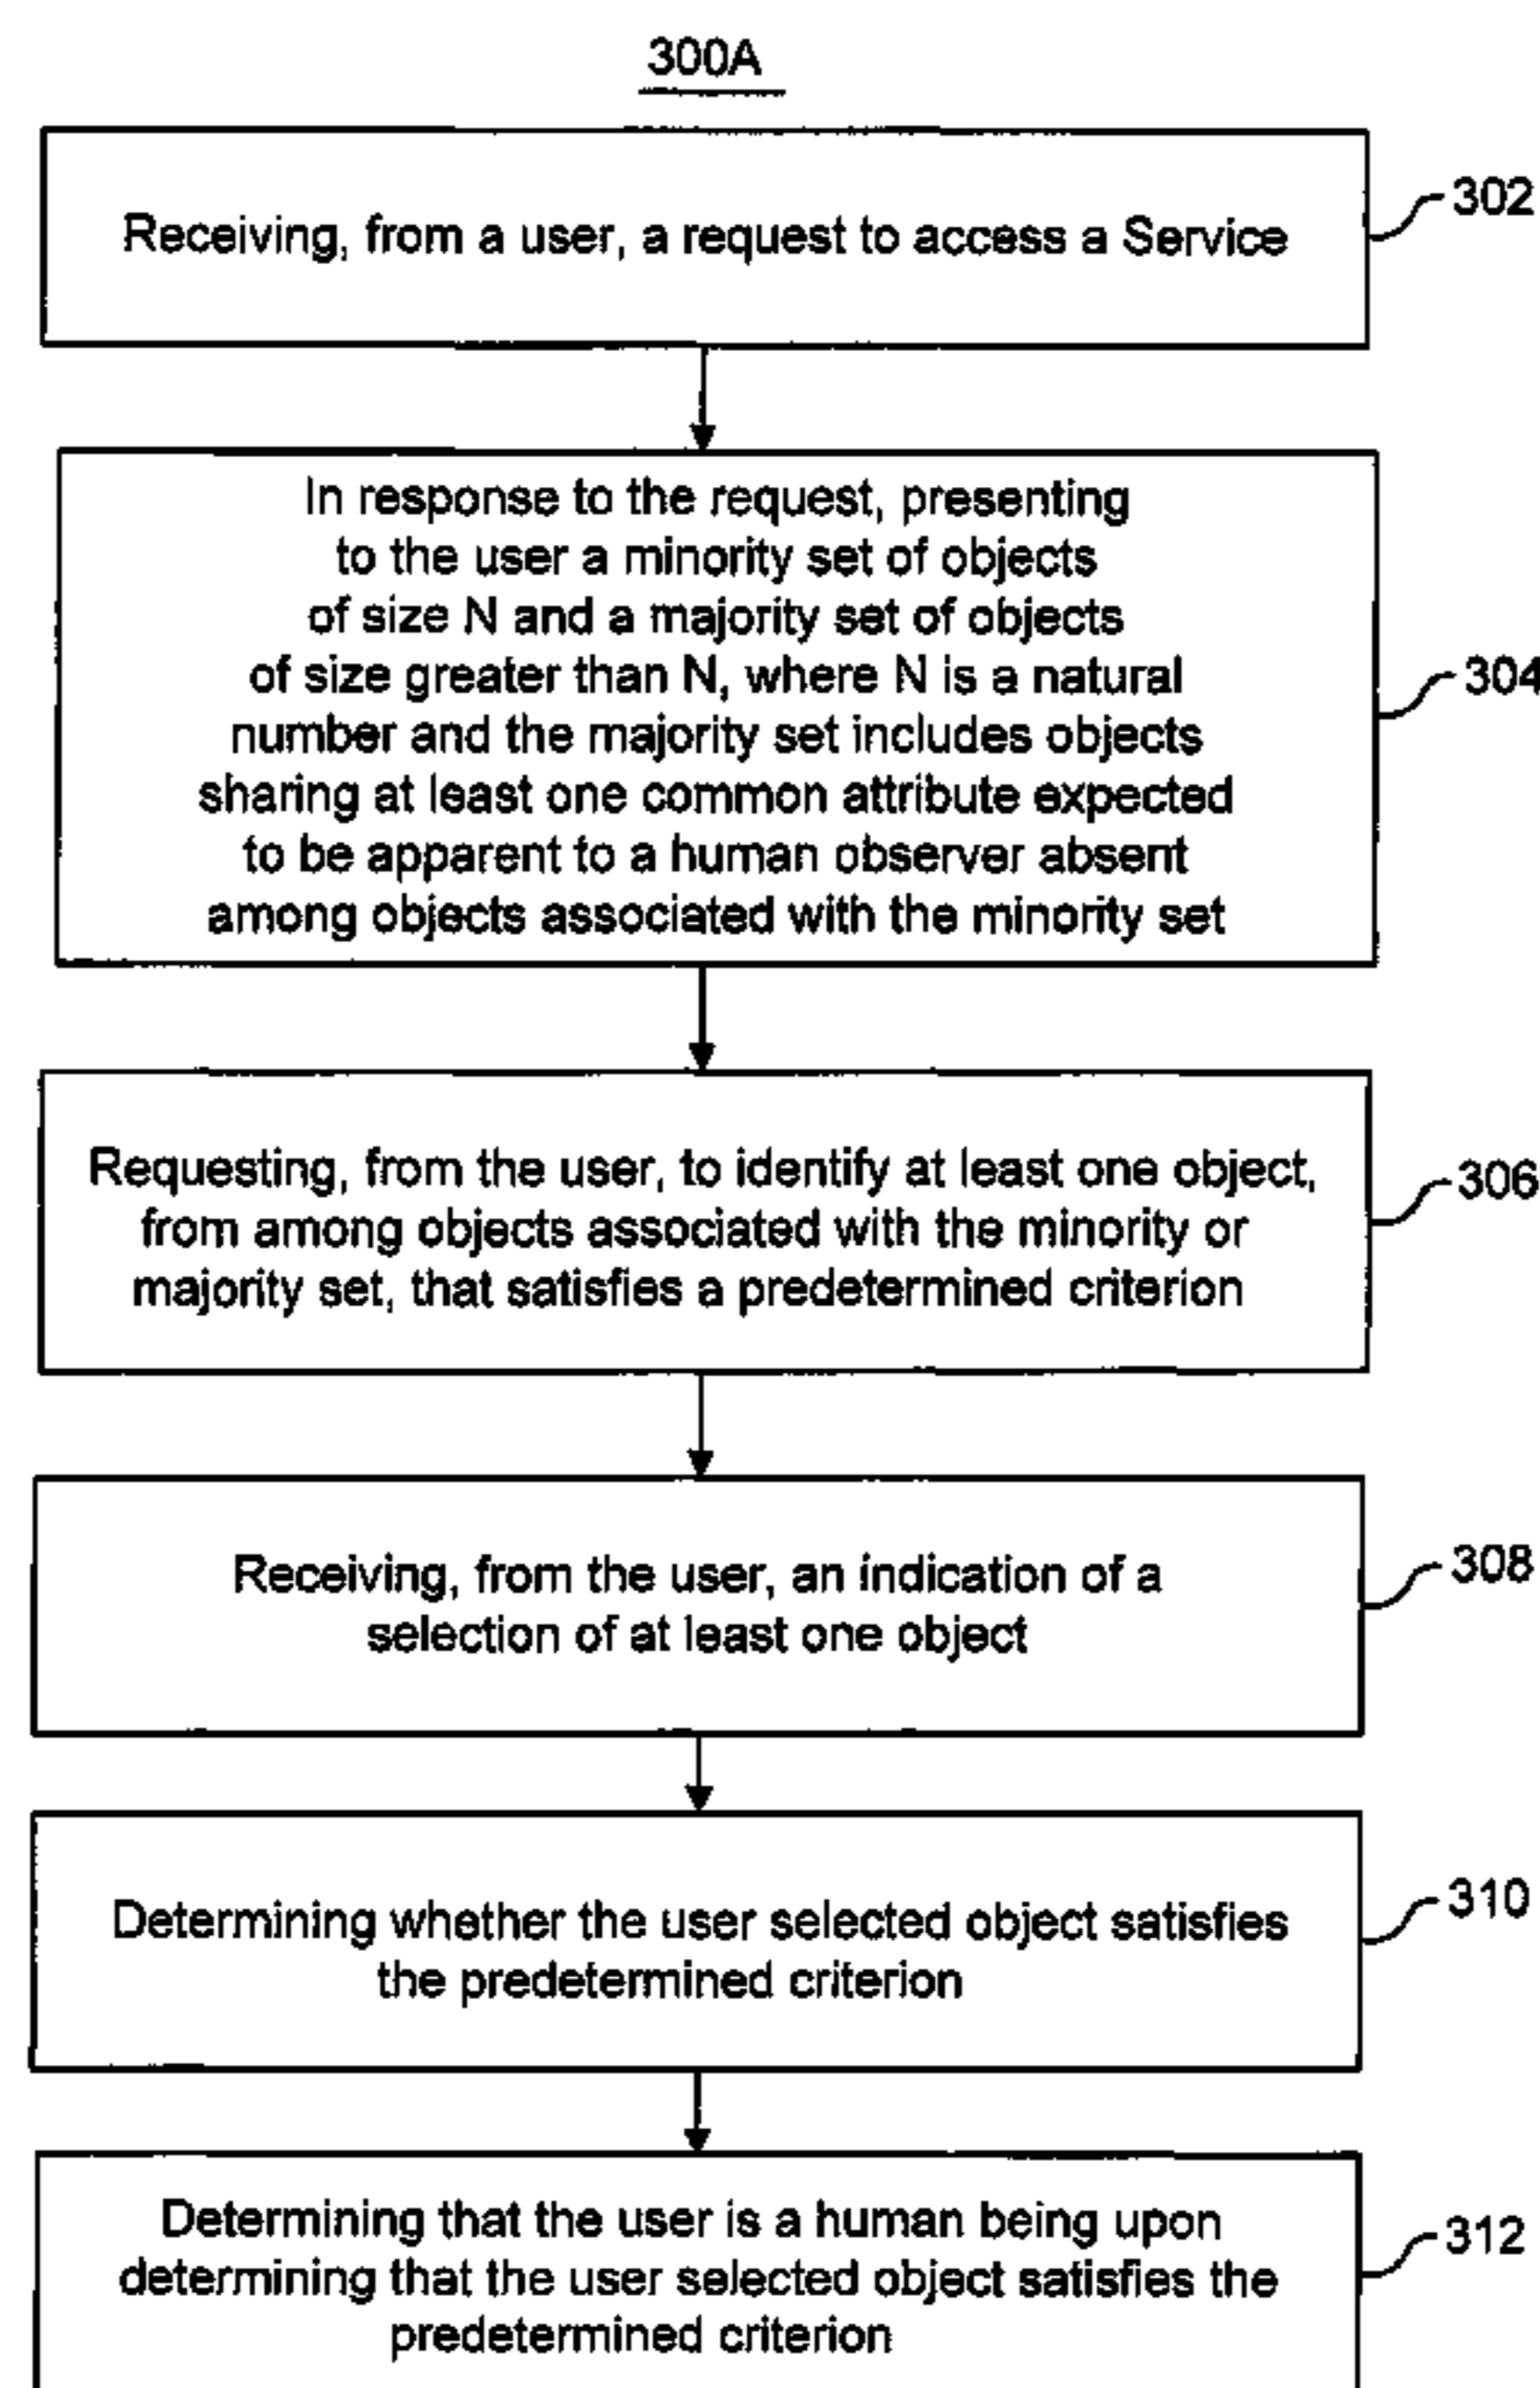 300A
Receiving, from a user, a request to access a Service
302
In response to the request, presenting
to the user a minority set of objects
of size N and a majority set of objects
of size greater than N, where N is a natural
number and the majority set includes objects
sharing at least one common attribute expected
to be apparent to a human observer absent
among objects associated with the minority set
304
Requesting, from the user, to identify at least one object,
from among objects associated with the minority or
majority set, that satisfies a predetermined criterion
306
Receiving, from the user, an indication of a
selection of at least one object
308
Determining whether the user selected object satisfies
the predetermined criterion
310
Determining that the user is a human being upon
determining that the user selected object satisfies the
predetermined criterion
312